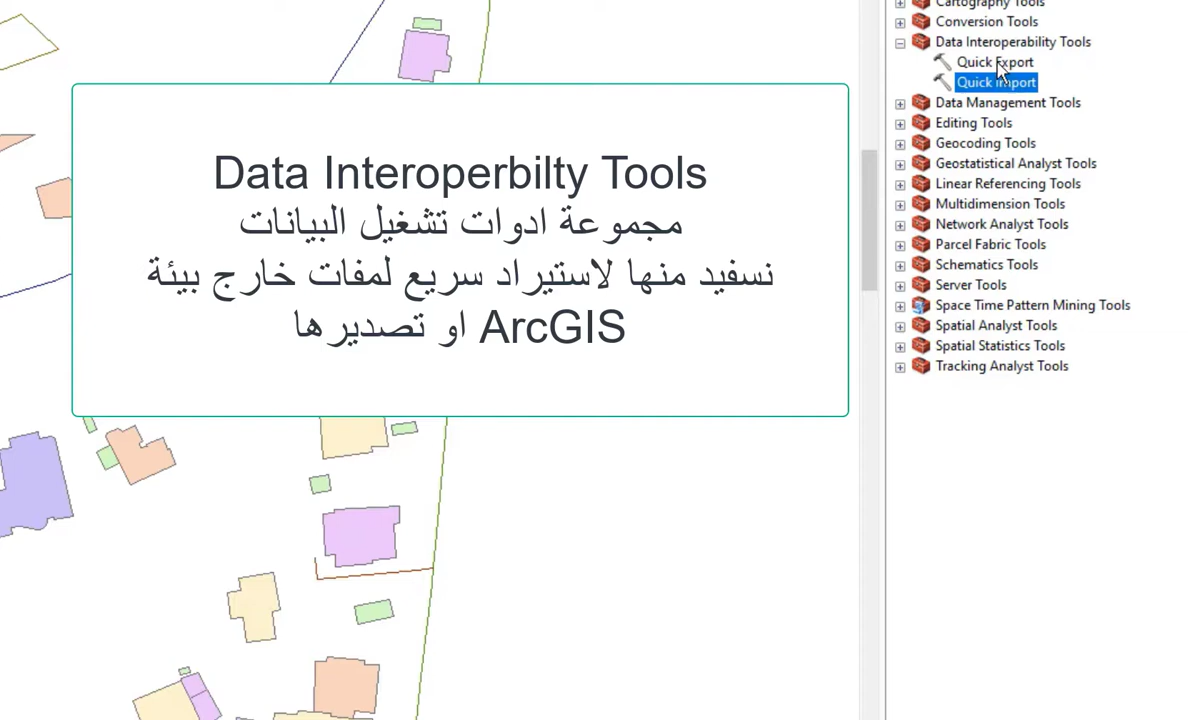 Data Interoperbilty Tools
مجموعة ادوات تشغيل البيانات
نسفيد منها لاستيراد سريع لمفات خارج بيئة
ArcGIS او تصديرها
Cartography Tools
Conversion Tools
Data Interoperability Tools
Quick Export
Quick Import
Data Management Tools
Editing Tools
Geocoding Tools
Geostatistical Analyst Tools
Linear Referencing Tools
Multidimension Tools
Network Analyst Tools
Parcel Fabric Tools
Schematics Tools
Server Tools
Space Time Pattern Mining Tools
Spatial Analyst Tools
Spatial Statistics Tools
Tracking Analyst Tools